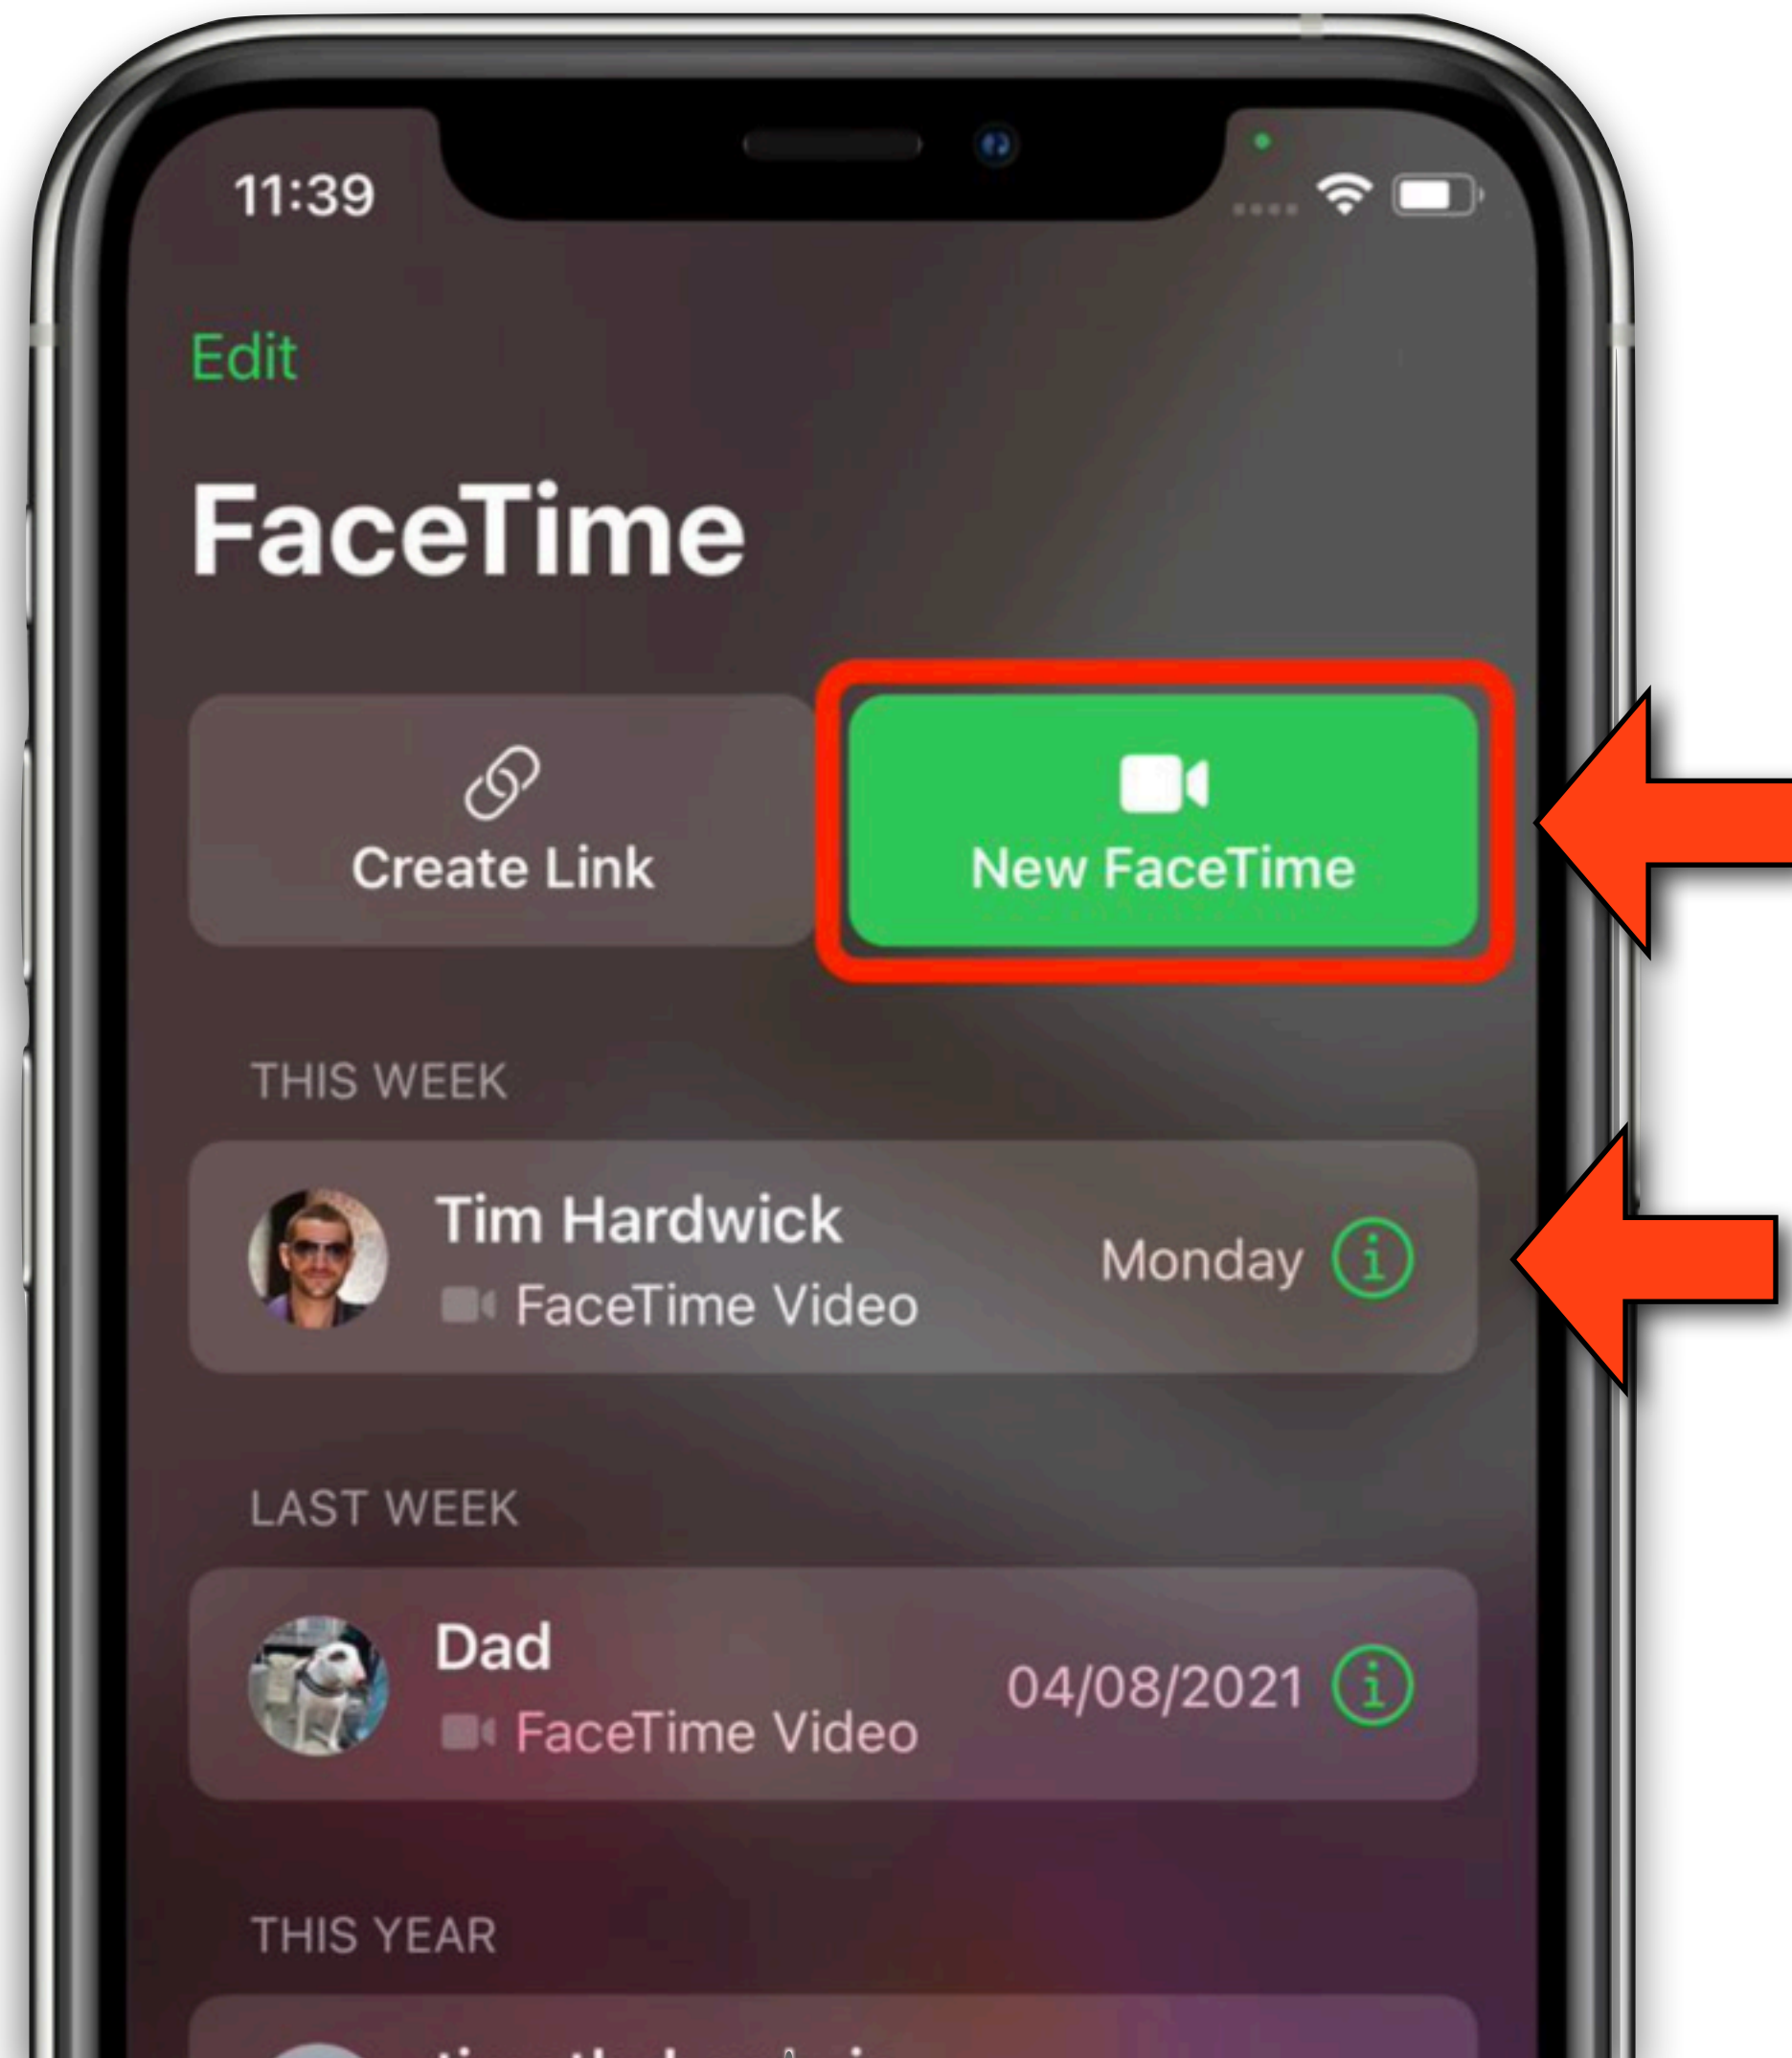 11:39
Edit
FaceTime
Create Link
New FaceTime
THIS WEEK
Tim Hardwick
FaceTime Video
Monday
LAST WEEK
Dad
FaceTime Video
04/08/2021
THIS YEAR